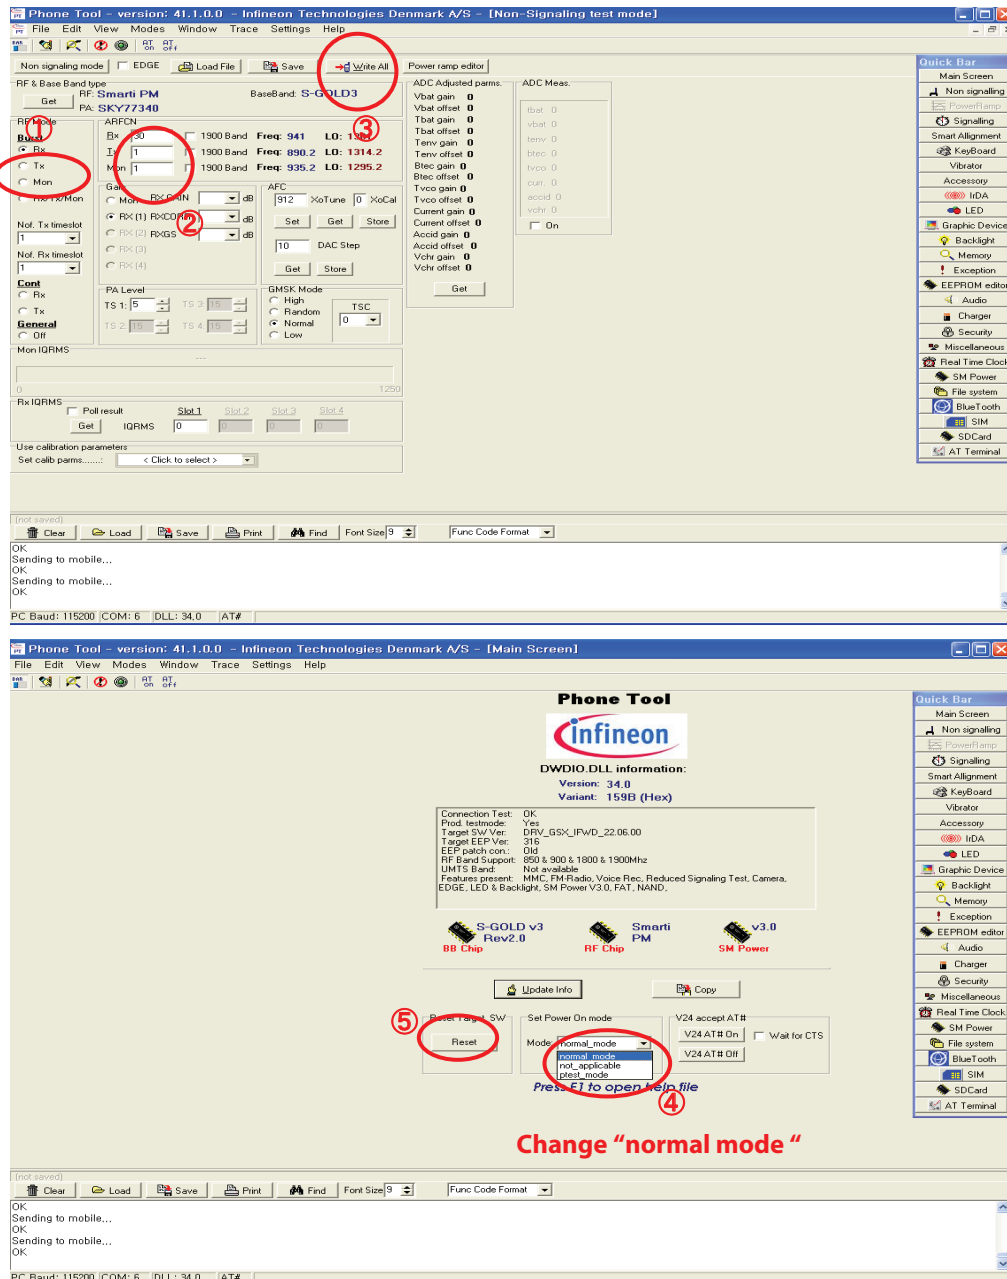 Phone Tool - version: 41.1.0.0 - Infineon Technologies Denmark A/S - [Non-Signaling test mode]
File Edit View Modes Window Trace Settings Help
AT on AT off
Non signaling mode EDGE Load File Save Write All Power ramp editor
RF & Base Band type
Get RF: Smarti PM BaseBand: S-GOLD3
PA: SKY77340
① ③
RF Mode
Burst
Rx
Tx
Mon
Rx/Tx/Mon
Nof. Tx timeslot
1
Nof. Rx timeslot
1
Cont
Rx
Tx
General
Off
ARFCN
Rx 30 1900 Band Freq: 941 LO:
Tx 1 1900 Band Freq: 890.2 LO: 1314.2
Mon 1 1900 Band Freq: 935.2 LO: 1295.2
②
Mon RX GAIN dB
RX (1) dB
RX (2) RXGS dB
RX (3)
RX (4)
AFC
912 XoTune 0 XoCal
Set Get Store
10 DAC Step
Get Store
PA Level
TS 1: 5 TS 3: 15
TS 2: 15 TS 4: 15
GMSK Mode
High
Random
Normal
Low
TSC
0
Mon IQRMS
---
0 1250
Rx IQRMS
Poll result Slot 1 Slot 2 Slot 3 Slot 4
Get IQRMS 0 0 0 0
Use calibration parameters
Set calib parms......: < Click to select >
ADC Adjusted parms.
Vbat gain 0
Vbat offset 0
Tbat gain 0
Tbat offset 0
Tenv gain 0
Tenv offset 0
Btec gain 0
Btec offset 0
Tvco gain 0
Tvco offset 0
Current gain 0
Current offset 0
Accid gain 0
Accid offset 0
Vchr gain 0
Vchr offset 0
Get
ADC Meas.
tbat 0
vbat 0
tenv 0
btec 0
tvco 0
curr. 0
accid 0
vchr 0
On
Quick Bar
Main Screen
Non signalling
PowerRamp
Signalling
Smart Allignment
KeyBoard
Vibrator
Accessory
IrDA
LED
Graphic Device
Backlight
Memory
Exception
EEPROM editor
Audio
Charger
Security
Miscellaneous
Real Time Clock
SM Power
File system
BlueTooth
SIM
SDCard
AT Terminal
(not saved)
Clear Load Save Print Find Font Size 9 Func Code Format
OK
Sending to mobile...
OK
Sending to mobile...
OK
PC Baud: 115200 COM: 6 DLL: 34.0 AT#
Phone Tool - version: 41.1.0.0 - Infineon Technologies Denmark A/S - [Main Screen]
File Edit View Modes Window Trace Settings Help
AT on AT off
Phone Tool
infineon
DWDIO.DLL information:
Version: 34.0
Variant: 159B (Hex)
Connection Test: OK
Prod. testmode: Yes
Target SW Ver: DRV_GSX_IFWD_22.06.00
Target EEP Ver: 316
EEP patch con.: Old
RF Band Support: 850 & 900 & 1800 & 1900Mhz
UMTS Band: Not available
Features present: MMC, FM-Radio, Voice Rec, Reduced Signaling Test, Camera,
EDGE, LED & Backlight, SM Power V3.0, FAT, NAND,
S-GOLD v3 Rev2.0
BB Chip
Smarti PM
RF Chip
v3.0
SM Power
Update Info Copy
⑤
Reset Target SW
Reset
Set Power On mode
Mode: normal_mode
normal_mode
not_applicable
ptest_mode
V24 accept AT#
V24 AT# On Wait for CTS
V24 AT# Off
Press F1 to open help file
④
Change “normal mode “
Quick Bar
Main Screen
Non signalling
PowerRamp
Signalling
Smart Allignment
KeyBoard
Vibrator
Accessory
IrDA
LED
Graphic Device
Backlight
Memory
Exception
EEPROM editor
Audio
Charger
Security
Miscellaneous
Real Time Clock
SM Power
File system
BlueTooth
SIM
SDCard
AT Terminal
(not saved)
Clear Load Save Print Find Font Size 9 Func Code Format
OK
Sending to mobile...
OK
Sending to mobile...
OK
PC Baud: 115200 COM: 6 DLL: 34.0 AT#